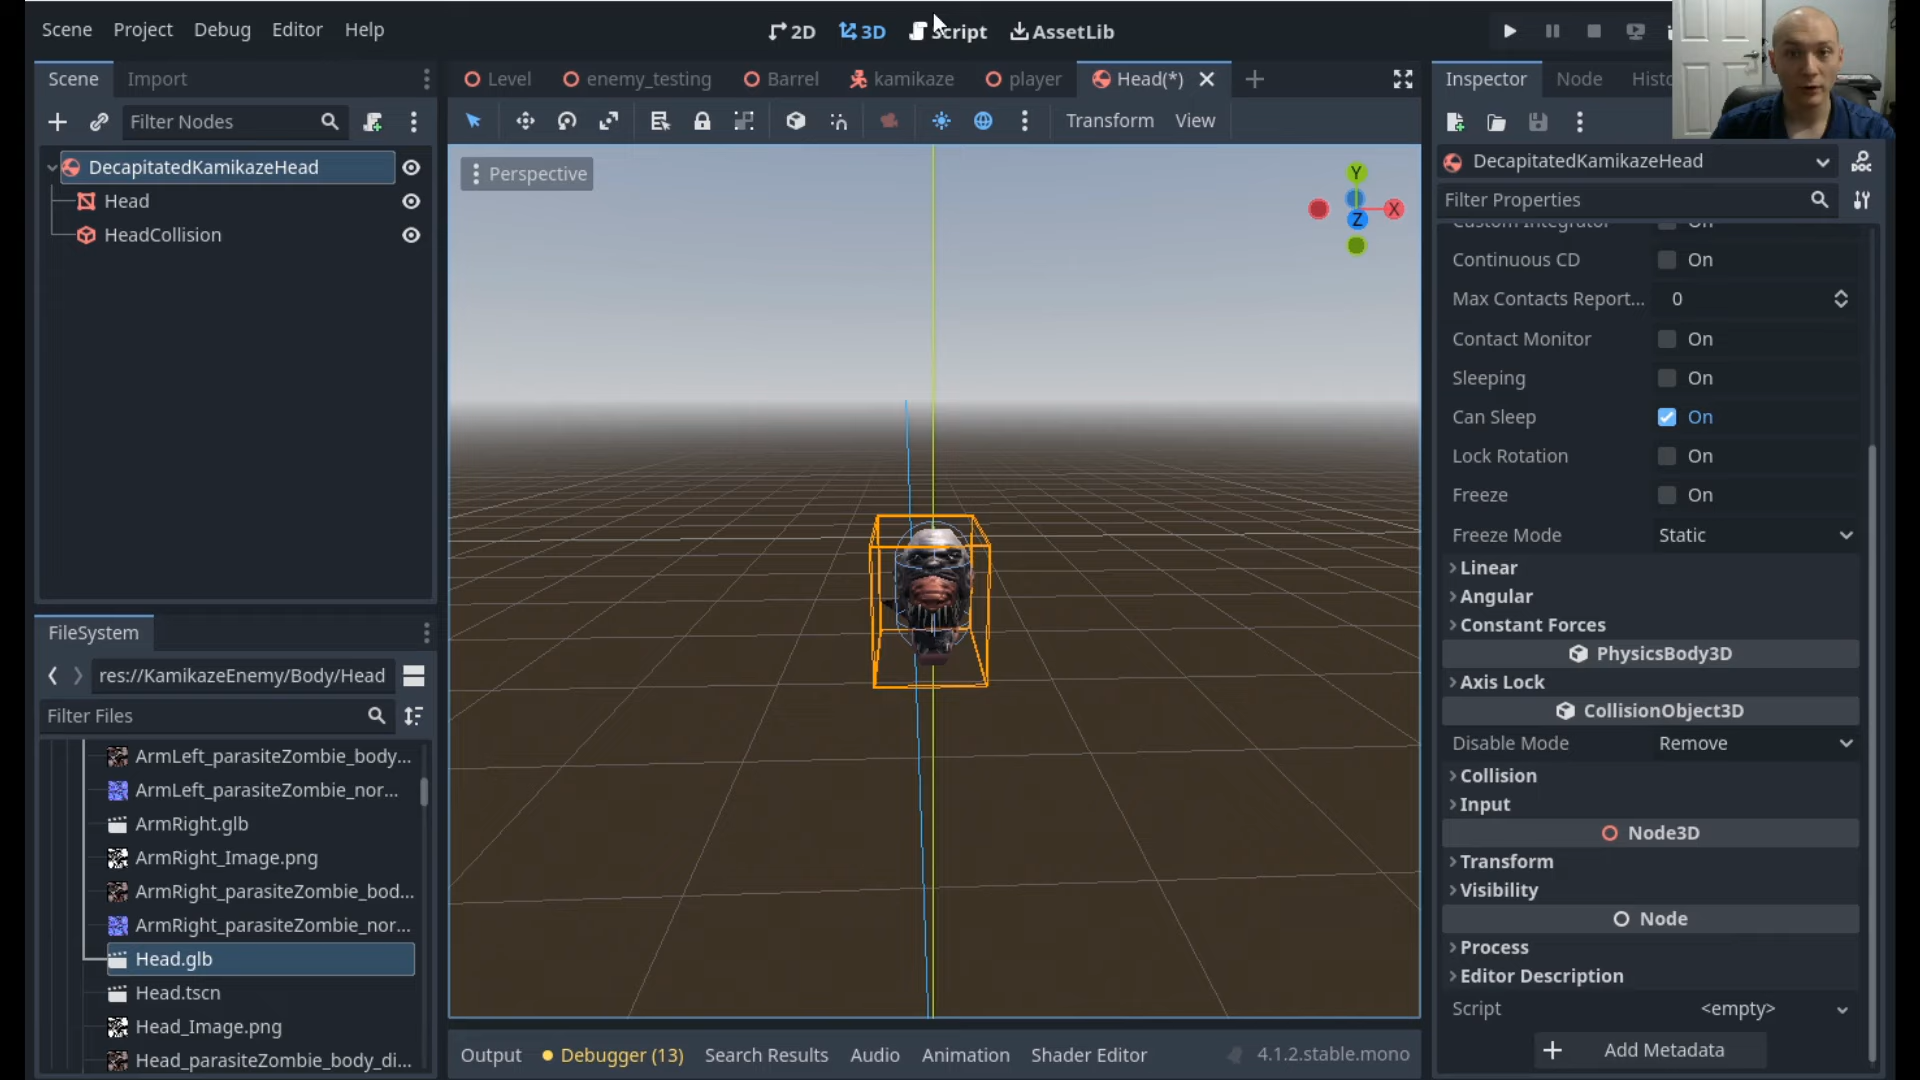 Scene Project Debug Editor Help
2D 3D Script AssetLib
Scene Import
Level enemy_testing Barrel kamikaze player Head(*)
Inspector Node Histo
Filter Nodes
Transform View
DecapitatedKamikazeHead
Head
HeadCollision
Perspective
Y
X
Z
DecapitatedKamikazeHead
DOC
Filter Properties
Custom Integrator On
Continuous CD On
Max Contacts Report... 0
Contact Monitor On
Sleeping On
Can Sleep On
Lock Rotation On
Freeze On
Freeze Mode Static
Linear
Angular
Constant Forces
PhysicsBody3D
Axis Lock
CollisionObject3D
Disable Mode Remove
Collision
Input
Node3D
Transform
Visibility
Node
Process
Editor Description
Script <empty>
Add Metadata
FileSystem
res://KamikazeEnemy/Body/Head
Filter Files
ArmLeft_parasiteZombie_body...
ArmLeft_parasiteZombie_nor...
ArmRight.glb
ArmRight_Image.png
ArmRight_parasiteZombie_bod...
ArmRight_parasiteZombie_nor...
Head.glb
Head.tscn
Head_Image.png
Head_parasiteZombie_body_di...
Output Debugger (13) Search Results Audio Animation Shader Editor 4.1.2.stable.mono